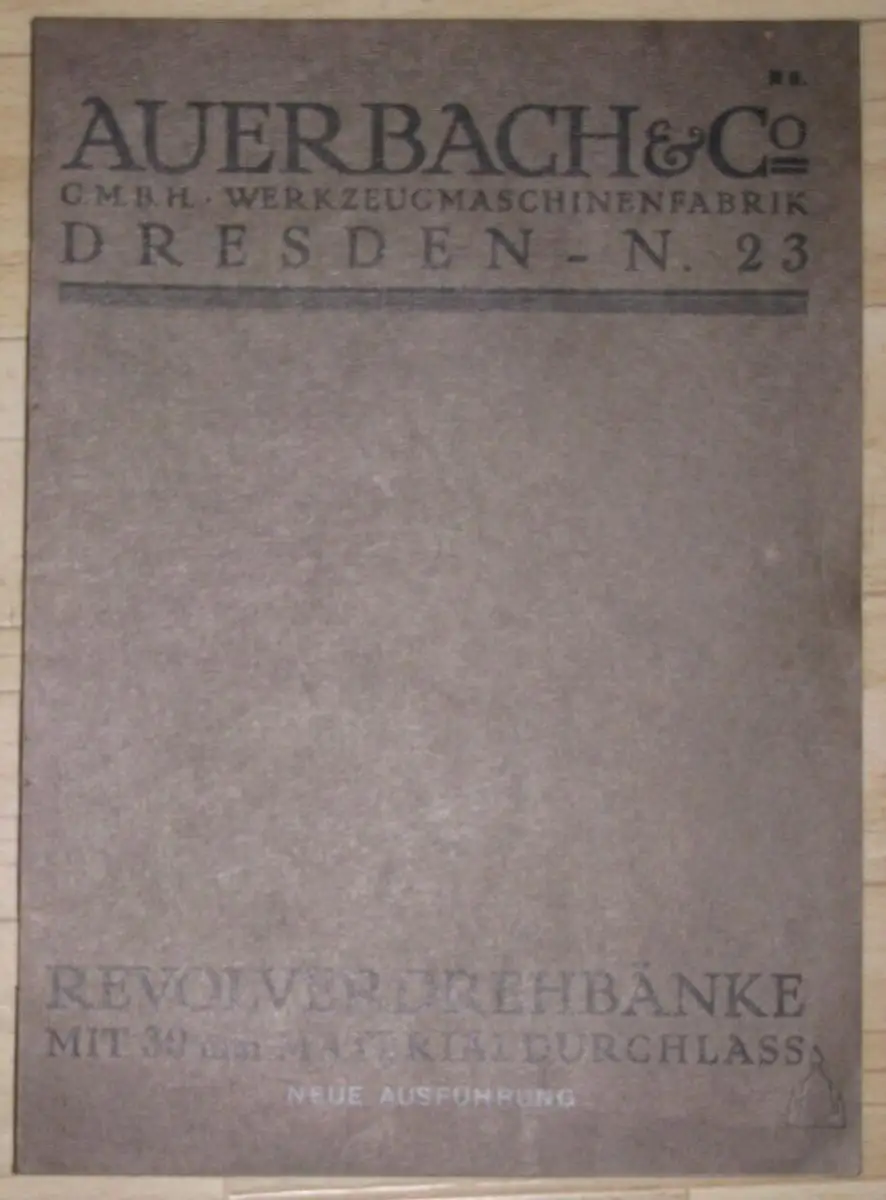 AUERBACH & Co
G.M.B.H. · WERKZEUGMASCHINENFABRIK
DRESDEN - N. 23
REVOLVERDREHBÄNKE
MIT 30 mm MATERIALDURCHLASS
NEUE AUSFÜHRUNG